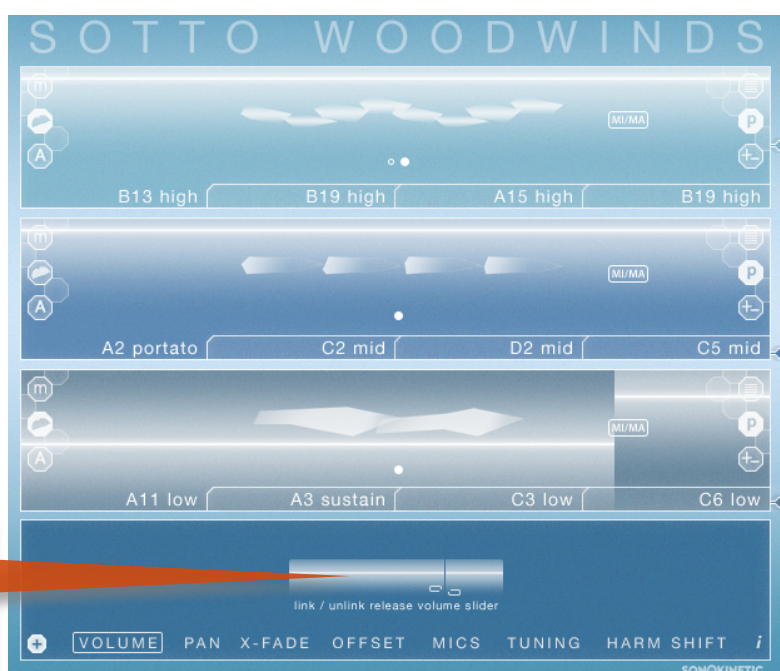 SOTTO WOODWINDS
m
MI/MA
P
A
+-
B13 high B19 high A15 high B19 high
m
MI/MA
P
A
+-
A2 portato C2 mid D2 mid C5 mid
m
MI/MA
P
A
+-
A11 low A3 sustain C3 low C6 low
link / unlink release volume slider
+ VOLUME PAN X-FADE OFFSET MICS TUNING HARM SHIFT i
SONOKINETIC